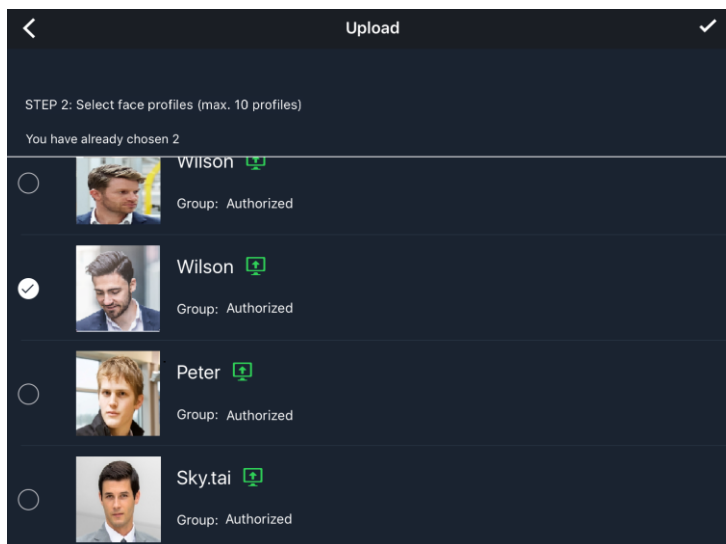 Upload
STEP 2: Select face profiles (max. 10 profiles)
You have already chosen 2
Wilson
Group: Authorized
Wilson
Group: Authorized
Peter
Group: Authorized
Sky.tai
Group: Authorized